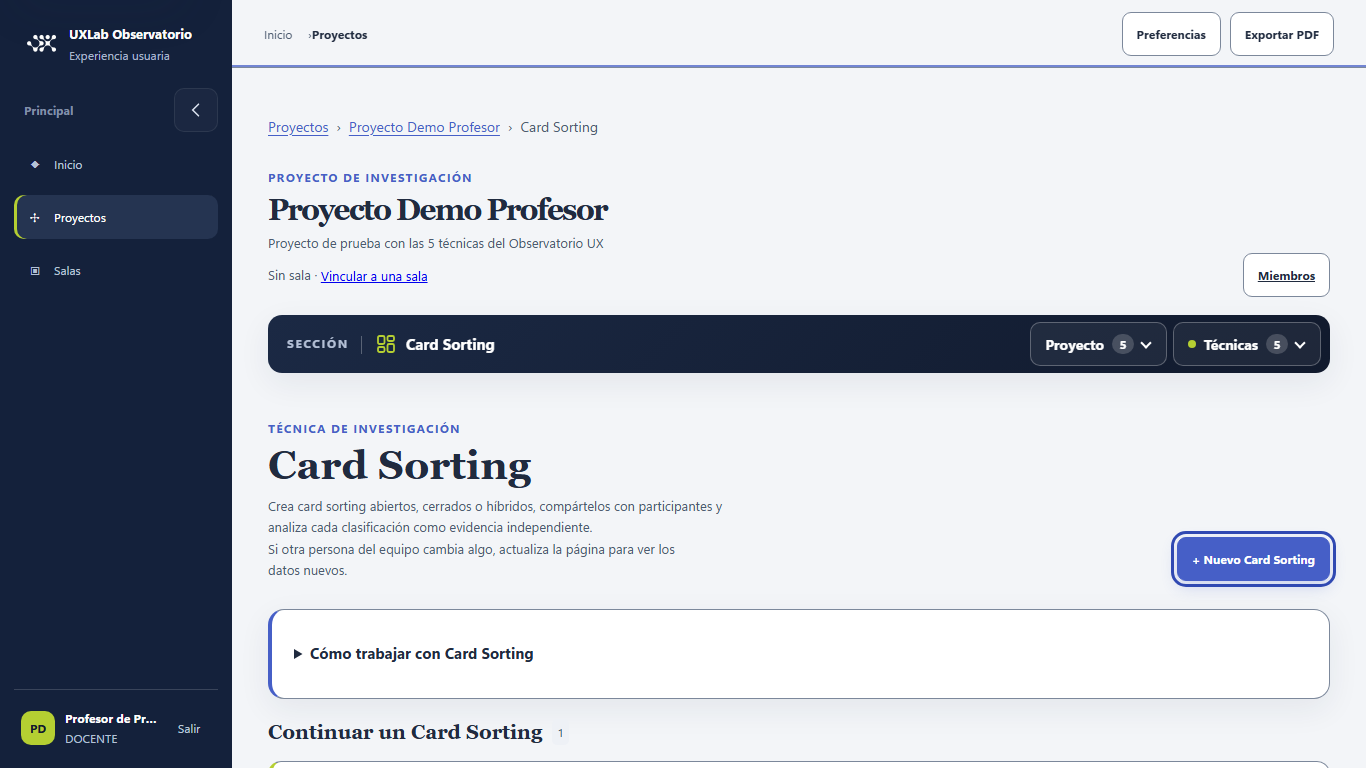 UXLab Observatorio
Experiencia usuaria
Principal
Inicio
Proyectos
Salas
PD
Profesor de Pr...
DOCENTE
Salir
Inicio ›Proyectos
Preferencias
Exportar PDF
Proyectos › Proyecto Demo Profesor › Card Sorting
PROYECTO DE INVESTIGACIÓN
Proyecto Demo Profesor
Proyecto de prueba con las 5 técnicas del Observatorio UX
Sin sala · Vincular a una sala
Miembros
SECCIÓN
Card Sorting
Proyecto 5
Técnicas 5
TÉCNICA DE INVESTIGACIÓN
Card Sorting
Crea card sorting abiertos, cerrados o híbridos, compártelos con participantes y
analiza cada clasificación como evidencia independiente.
Si otra persona del equipo cambia algo, actualiza la página para ver los
datos nuevos.
+ Nuevo Card Sorting
Cómo trabajar con Card Sorting
Continuar un Card Sorting 1